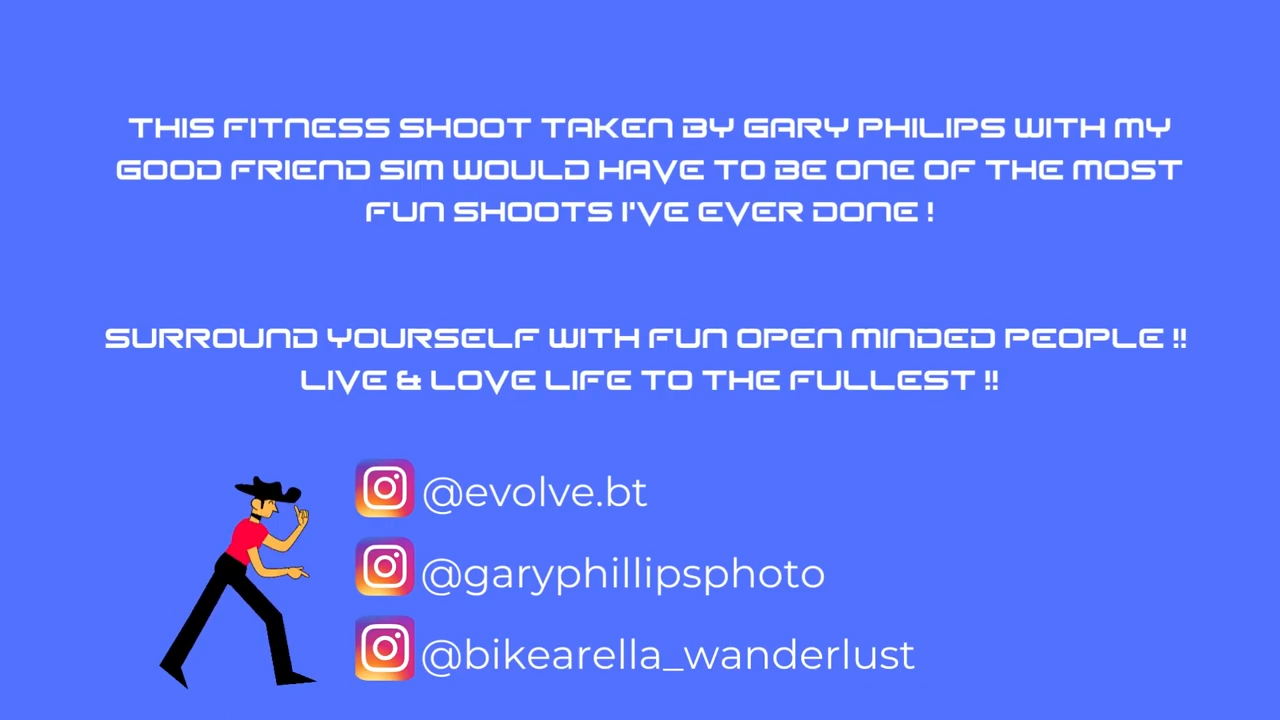 THIS FITNESS SHOOT TAKEN BY GARY PHILIPS WITH MY
GOOD FRIEND SIM WOULD HAVE TO BE ONE OF THE MOST
FUN SHOOTS I'VE EVER DONE !
SURROUND YOURSELF WITH FUN OPEN MINDED PEOPLE !!
LIVE & LOVE LIFE TO THE FULLEST !!
@evolve.bt
@garyphillipsphoto
@bikearella_wanderlust